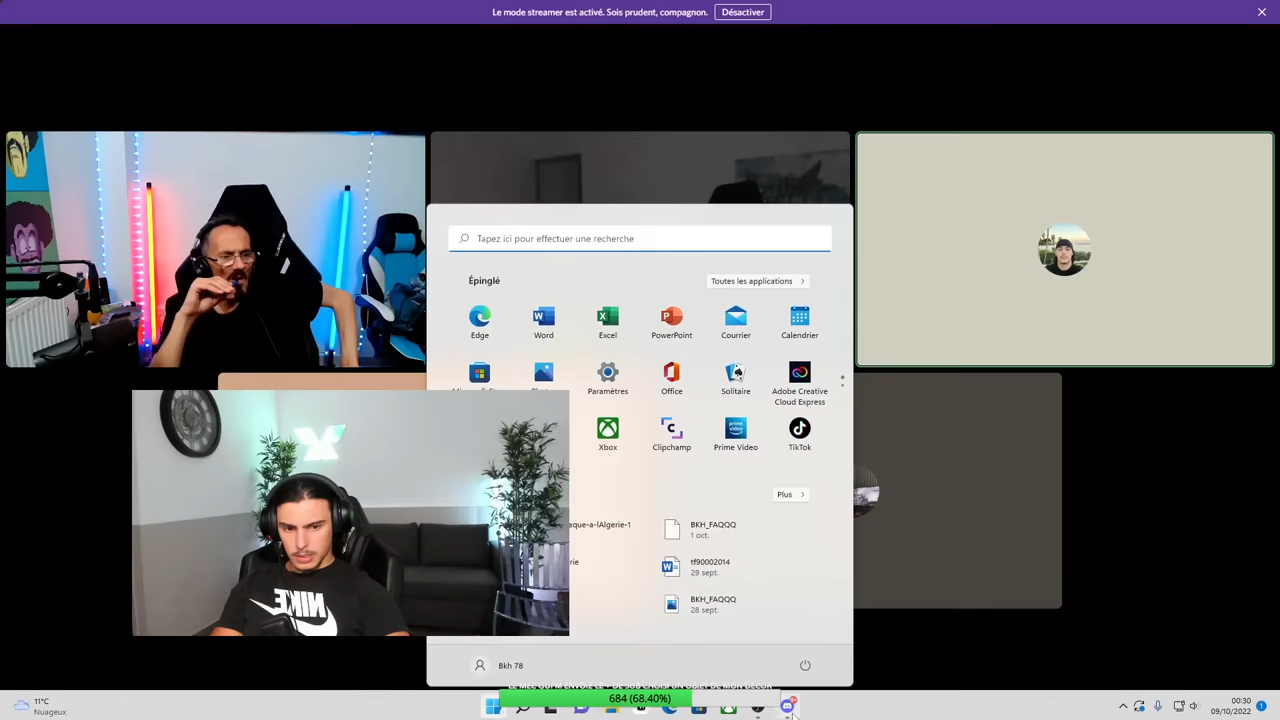 Le mode streamer est activé. Sois prudent, compagnon.
Désactiver
Tapez ici pour effectuer une recherche
Épinglé
Toutes les applications
Edge
Word
Excel
PowerPoint
Courrier
Calendrier
Paramètres
Office
Solitaire
Adobe Creative
Cloud Express
Xbox
Clipchamp
Prime Video
TikTok
Plus
aque-a-lAlgerie-1
BKH_FAQQQ
1 oct.
rie
tf90002014
29 sept.
BKH_FAQQQ
28 sept.
NIKE
Bkh 78
684 (68.40%)
11°C
Nuageux
00:30
09/10/2022